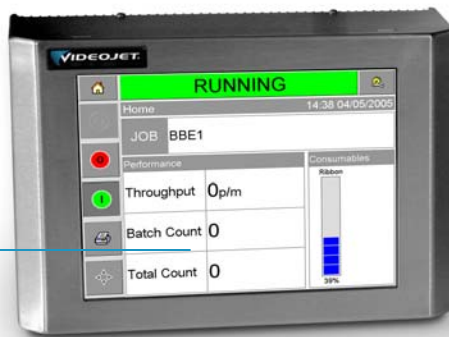 VIDEOJET.
RUNNING
Home 14:38 04/05/2005
JOB BBE1
Performance
Consumables
Ribbon
Throughput 0p/m
Batch Count 0
Total Count 0
39%